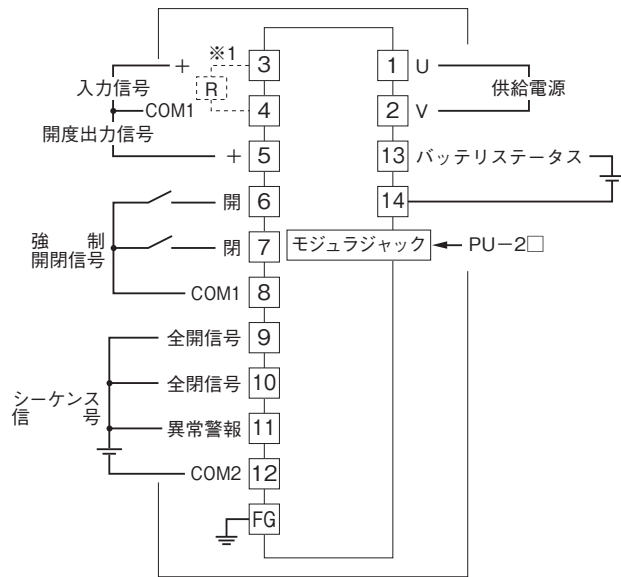 ※1
+ 3
入力信号
R
COM1 4
開度出力信号
+ 5
開 6
強 制
開閉信号
閉 7
COM1 8
全開信号 9
全閉信号 10
シーケンス
信 号
異常警報 11
COM2 12
FG
1 U
供給電源
2 V
13 バッテリステータス
14
モジュラジャック PU−2□